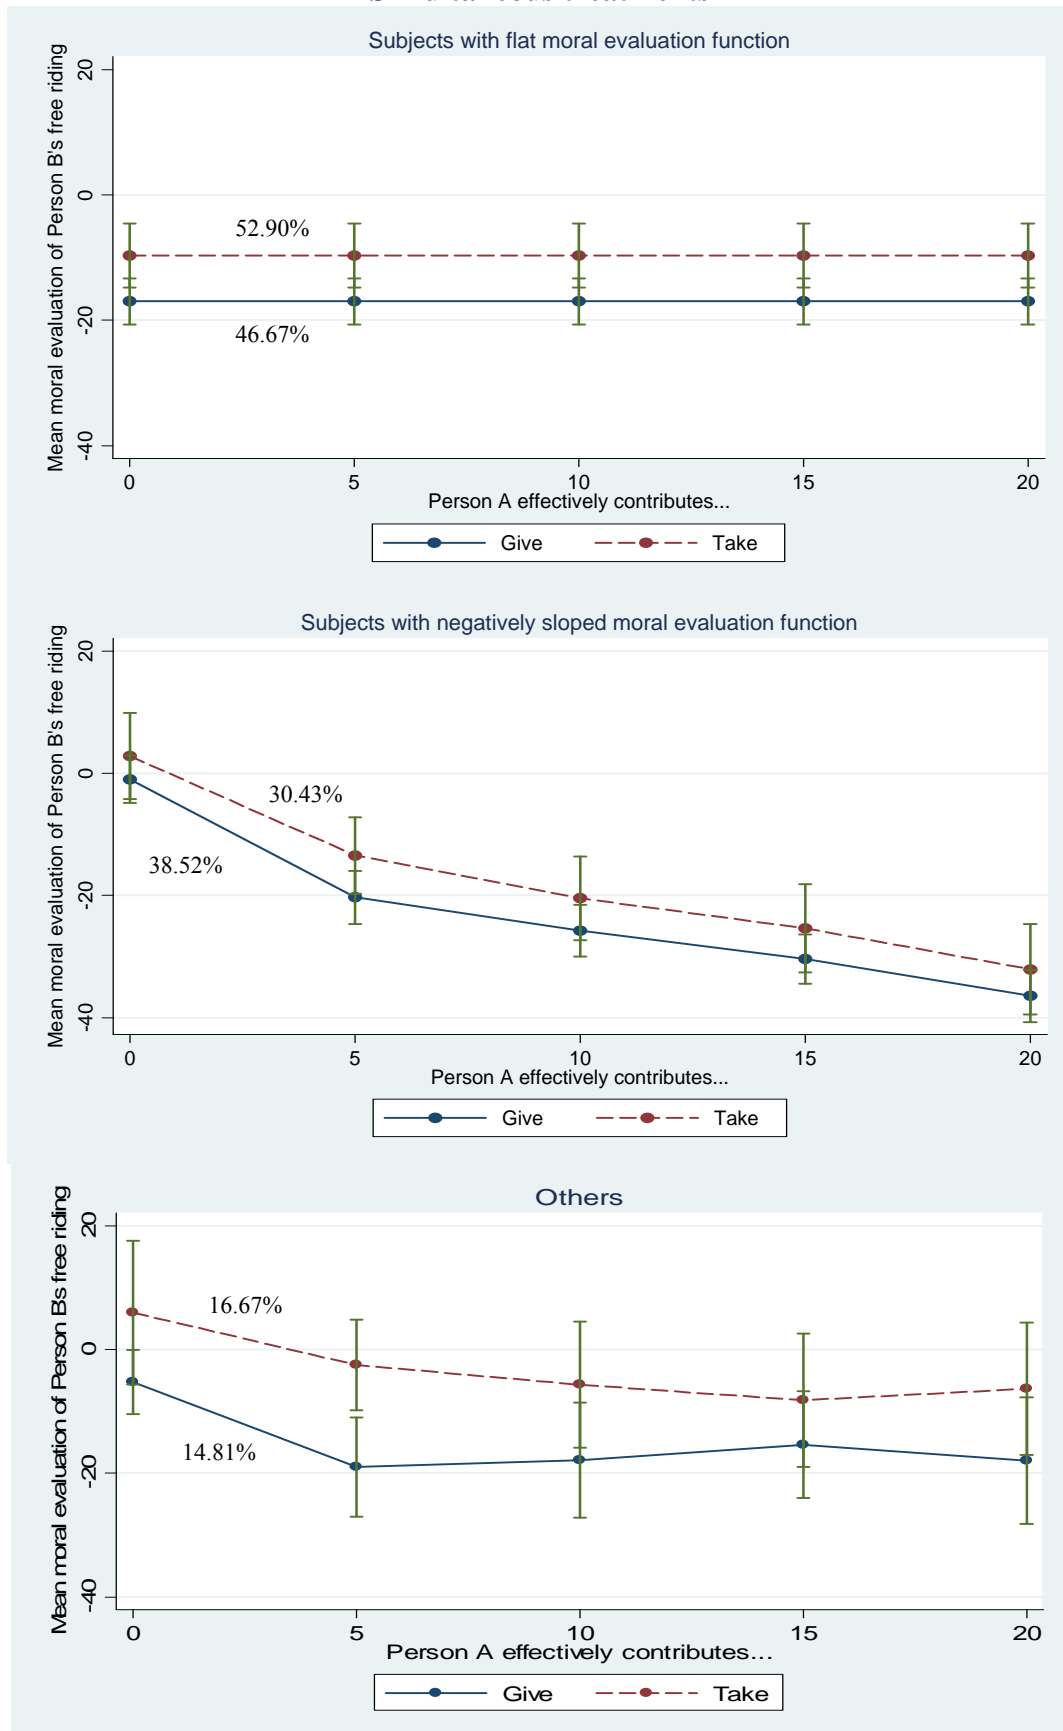 Subjects with flat moral evaluation function
Mean moral evaluation of Person B's free riding
20
0
-20
-40
52.90%
46.67%
0 5 10 15 20
Person A effectively contributes...
Give Take
Subjects with negatively sloped moral evaluation function
Mean moral evaluation of Person B's free riding
20
0
-20
-40
30.43%
38.52%
0 5 10 15 20
Person A effectively contributes...
Give Take
Others
Mean moral evaluation of Person B's free riding
20
0
-20
-40
16.67%
14.81%
0 5 10 15 20
Person A effectively contributes...
Give Take